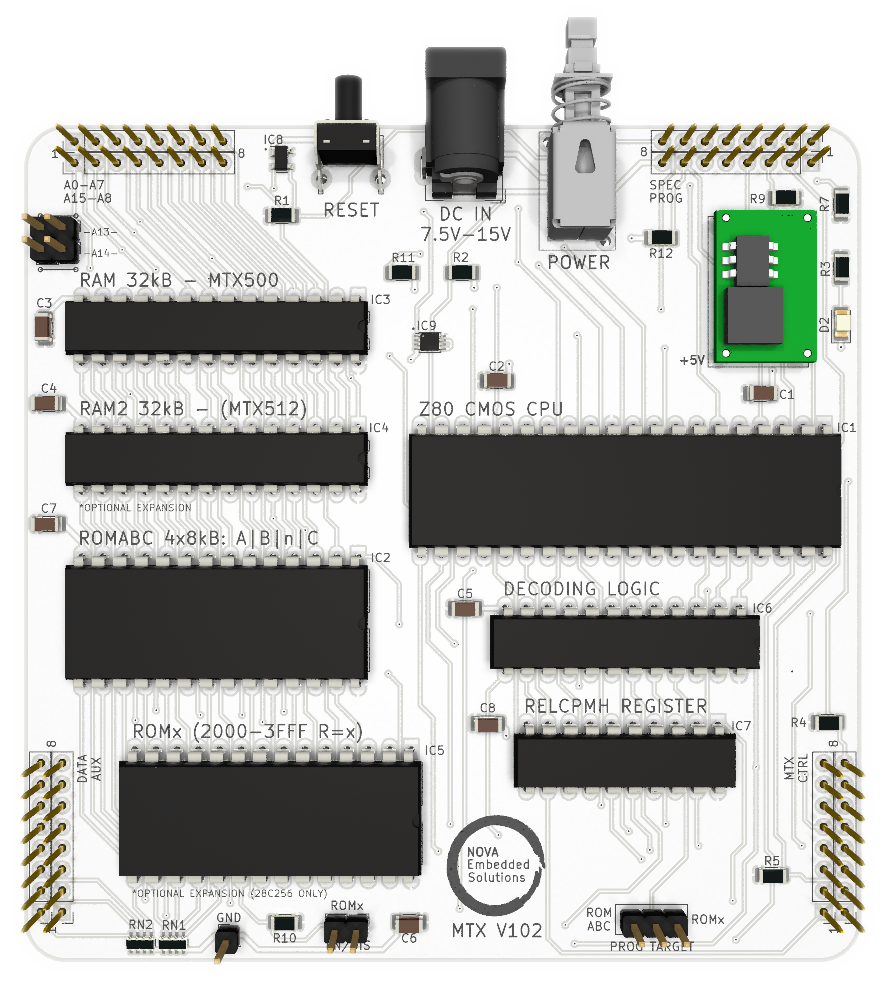 IC8
1
8
8
1
A0-A7
A15-A8
R1
RESET
DC IN
7.5V-15V
SPEC
PROG
R9
R7
-A13-
-A14-
R11
R2
POWER
R12
R3
RAM 32kB - MTX500
IC3
C3
IC9
D2
+5V
C2
C1
C4
RAM2 32kB - (MTX512)
IC4
Z80 CMOS CPU
IC1
*OPTIONAL EXPANSION
C7
ROMABC 4x8kB: A|B|n|C
IC2
DECODING LOGIC
C5
IC6
RELCPMH REGISTER
C8
IC7
R4
ROMx (2000-3FFF R=x)
IC5
8
DATA
AUX
8
MTX
CTRL
NOVA
Embedded
Solutions
R5
*OPTIONAL EXPANSION (28C256 ONLY)
RN2
RN1
GND
R10
ROMx
C6
MTX V102
ROM
ABC
ROMx
PROG TARGET
1